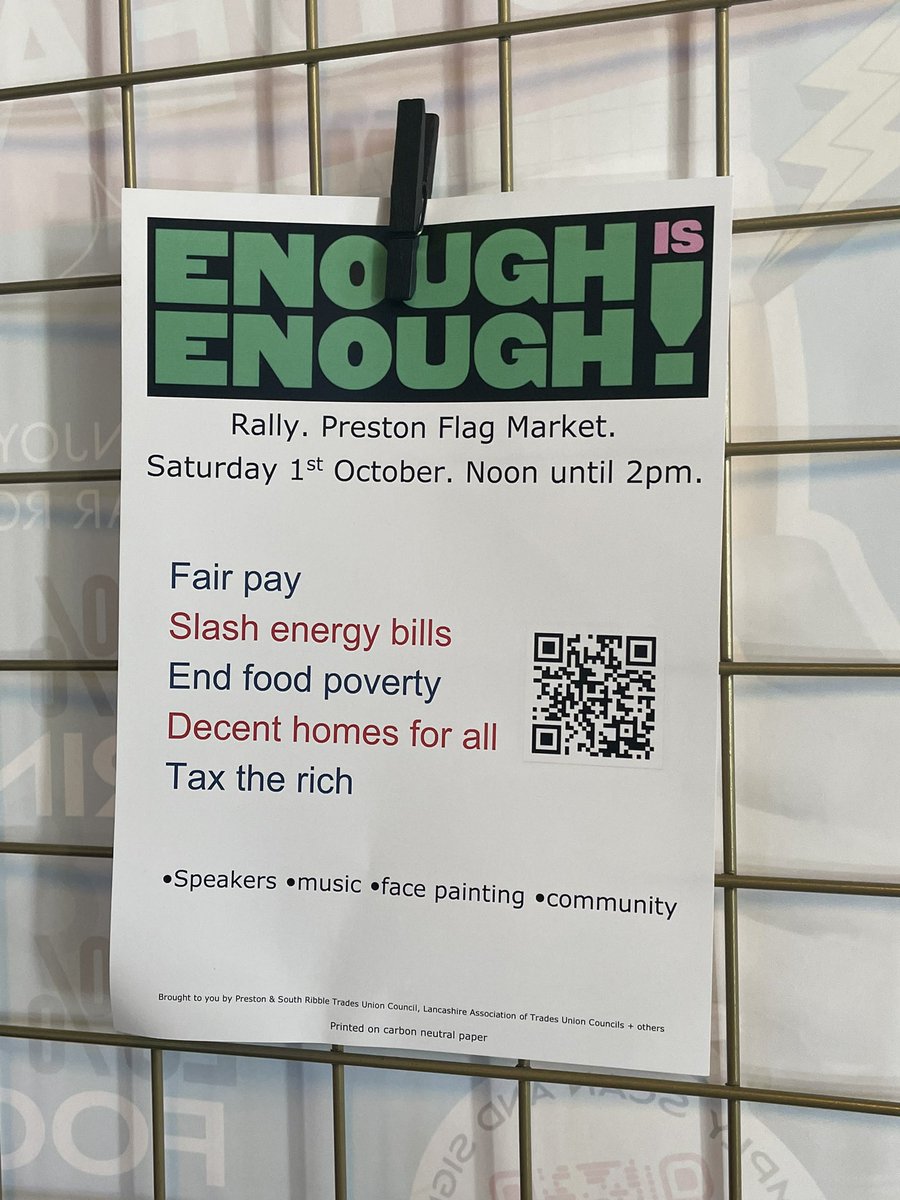 ENOUGH IS
ENOUGH!
Rally. Preston Flag Market.
Saturday 1st October. Noon until 2pm.
Fair pay
Slash energy bills
End food poverty
Decent homes for all
Tax the rich
•Speakers •music •face painting •community
Brought to you by Preston & South Ribble Trades Union Council, Lancashire Association of Trades Union Councils + others
Printed on carbon neutral paper